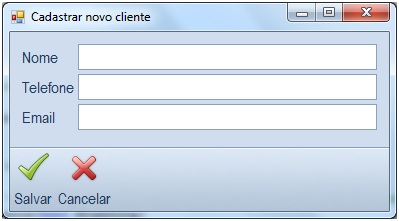 Cadastrar novo cliente
Nome
Telefone
Email
Salvar Cancelar